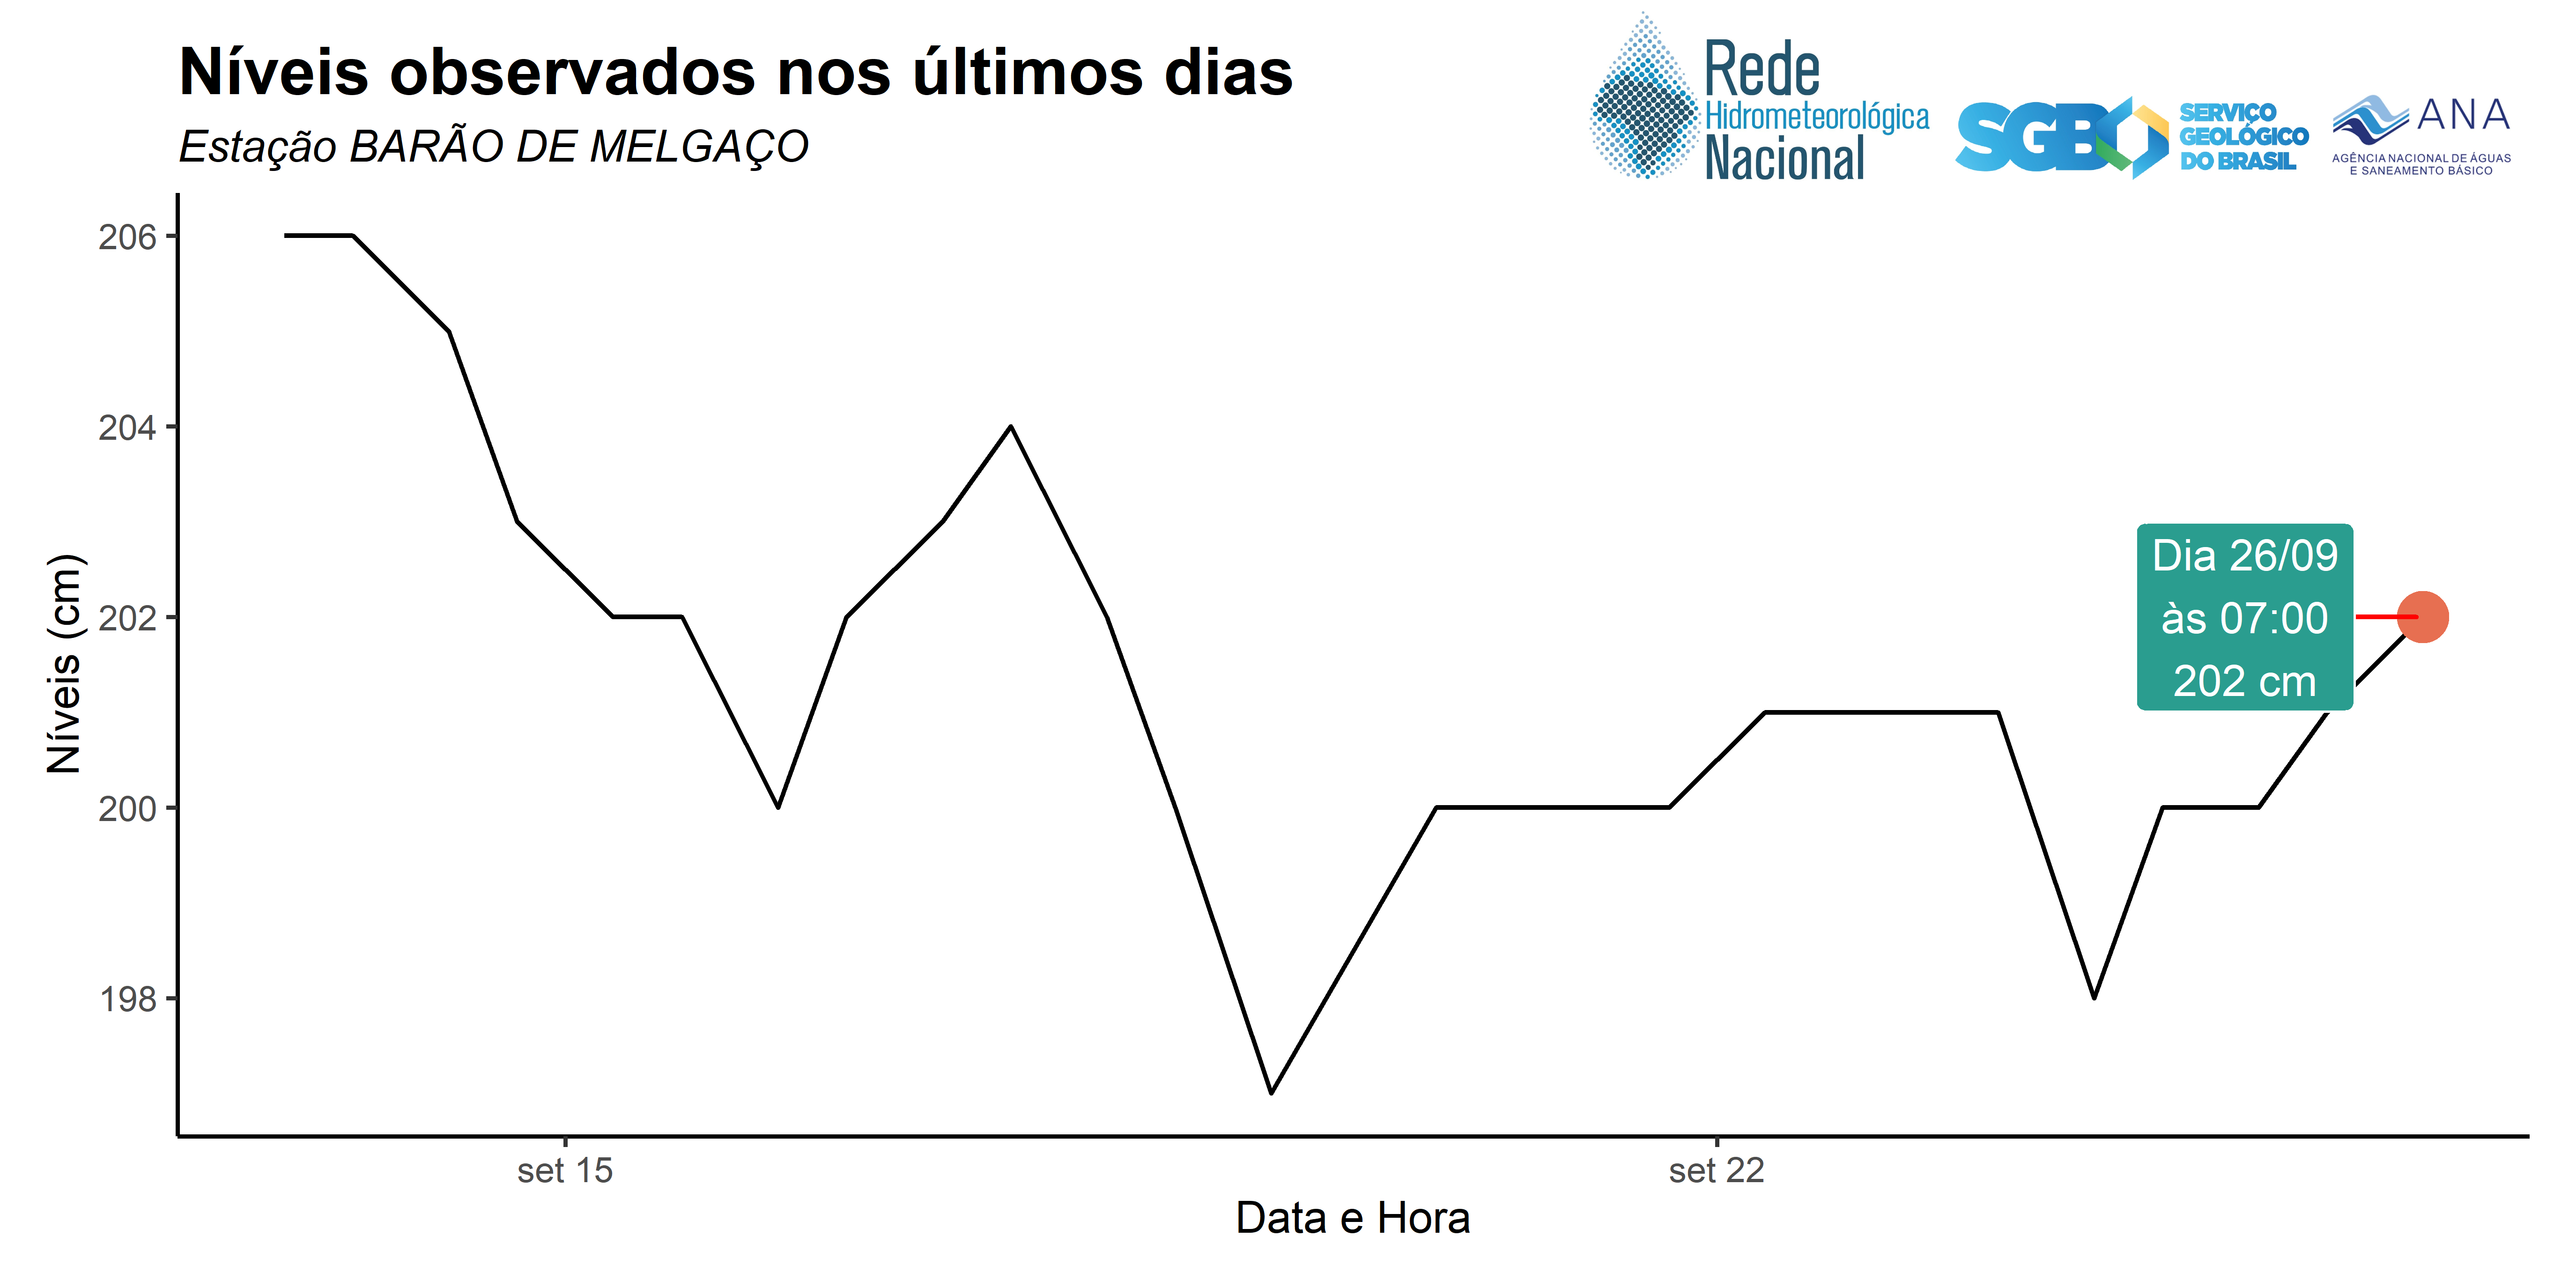 Níveis observados nos últimos dias
Estação BARÃO DE MELGAÇO
Rede
Hidrometeorológica
Nacional
SGB
SERVIÇO
GEOLÓGICO
DO BRASIL
ANA
AGÊNCIA NACIONAL DE ÁGUAS
E SANEAMENTO BÁSICO
Níveis (cm)
206
204
202
200
198
Dia 26/09
às 07:00
202 cm
set 15
set 22
Data e Hora